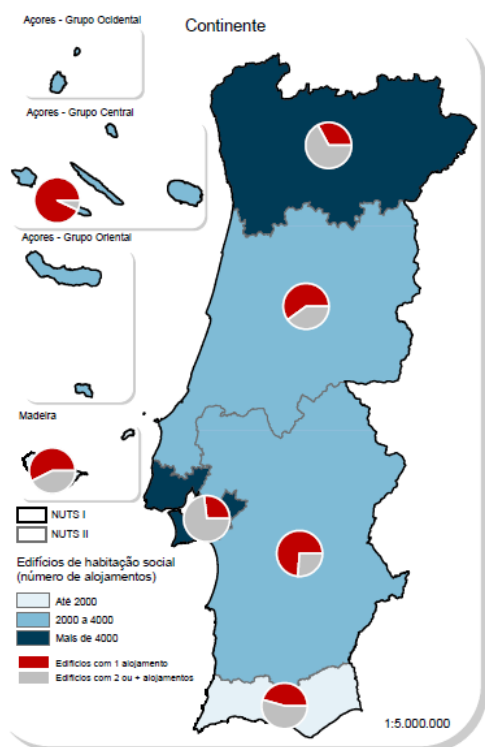 Açores - Grupo Ocidental
Continente
Açores - Grupo Central
Açores - Grupo Oriental
Madeira
NUTS I
NUTS II
Edifícios de habitação social
(número de alojamentos)
Até 2000
2000 a 4000
Mais de 4000
Edifícios com 1 alojamento
Edifícios com 2 ou + alojamentos
1:5.000.000